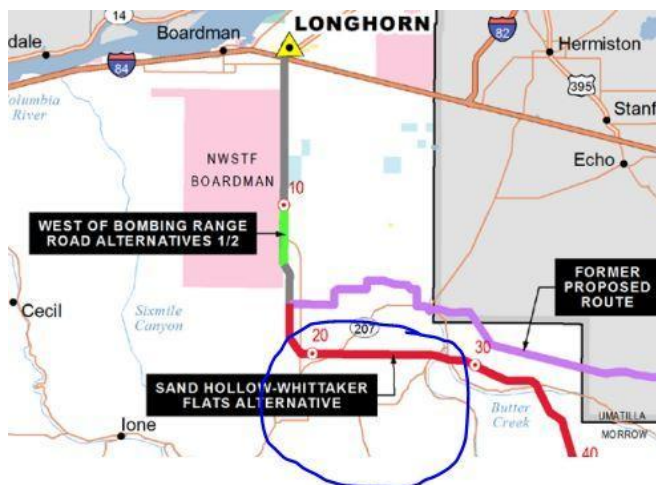 14
LONGHORN
Boardman
dale
82
Hermiston
84
395
Columbia
River
Stanf
NWSTF
BOARDMAN
Echo
10
WEST OF BOMBING RANGE
ROAD ALTERNATIVES 1/2
FORMER
PROPOSED
ROUTE
Cecil
Sixmile
Canyon
20
207
30
SAND HOLLOW-WHITTAKER
FLATS ALTERNATIVE
Butter
Creek
Ione
UMATILLA
MORROW
40